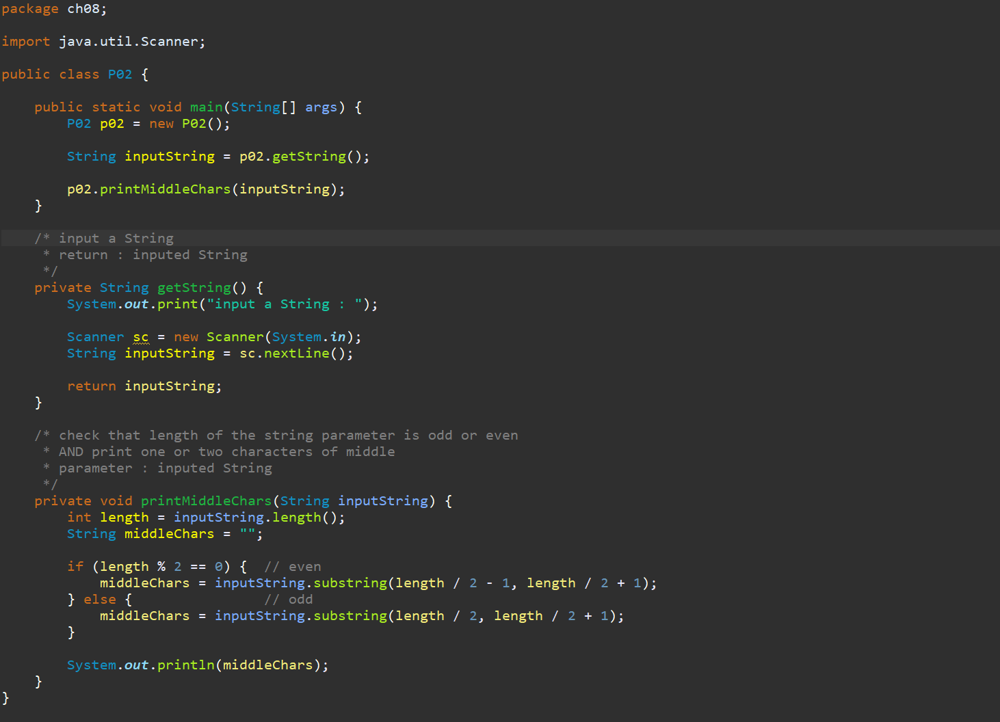 package ch08;
import java.util.Scanner;
public class P02 {
public static void main(String[] args) {
P02 p02 = new P02();
String inputString = p02.getString();
p02.printMiddleChars(inputString);
}
/* input a String
* return : inputed String
*/
private String getString() {
System.out.print("input a String : ");
Scanner sc = new Scanner(System.in);
String inputString = sc.nextLine();
return inputString;
}
/* check that length of the string parameter is odd or even
* AND print one or two characters of middle
* parameter : inputed String
*/
private void printMiddleChars(String inputString) {
int length = inputString.length();
String middleChars = "";
if (length % 2 == 0) {  // even
middleChars = inputString.substring(length / 2 - 1, length / 2 + 1);
} else {                // odd
middleChars = inputString.substring(length / 2, length / 2 + 1);
}
System.out.println(middleChars);
}
}